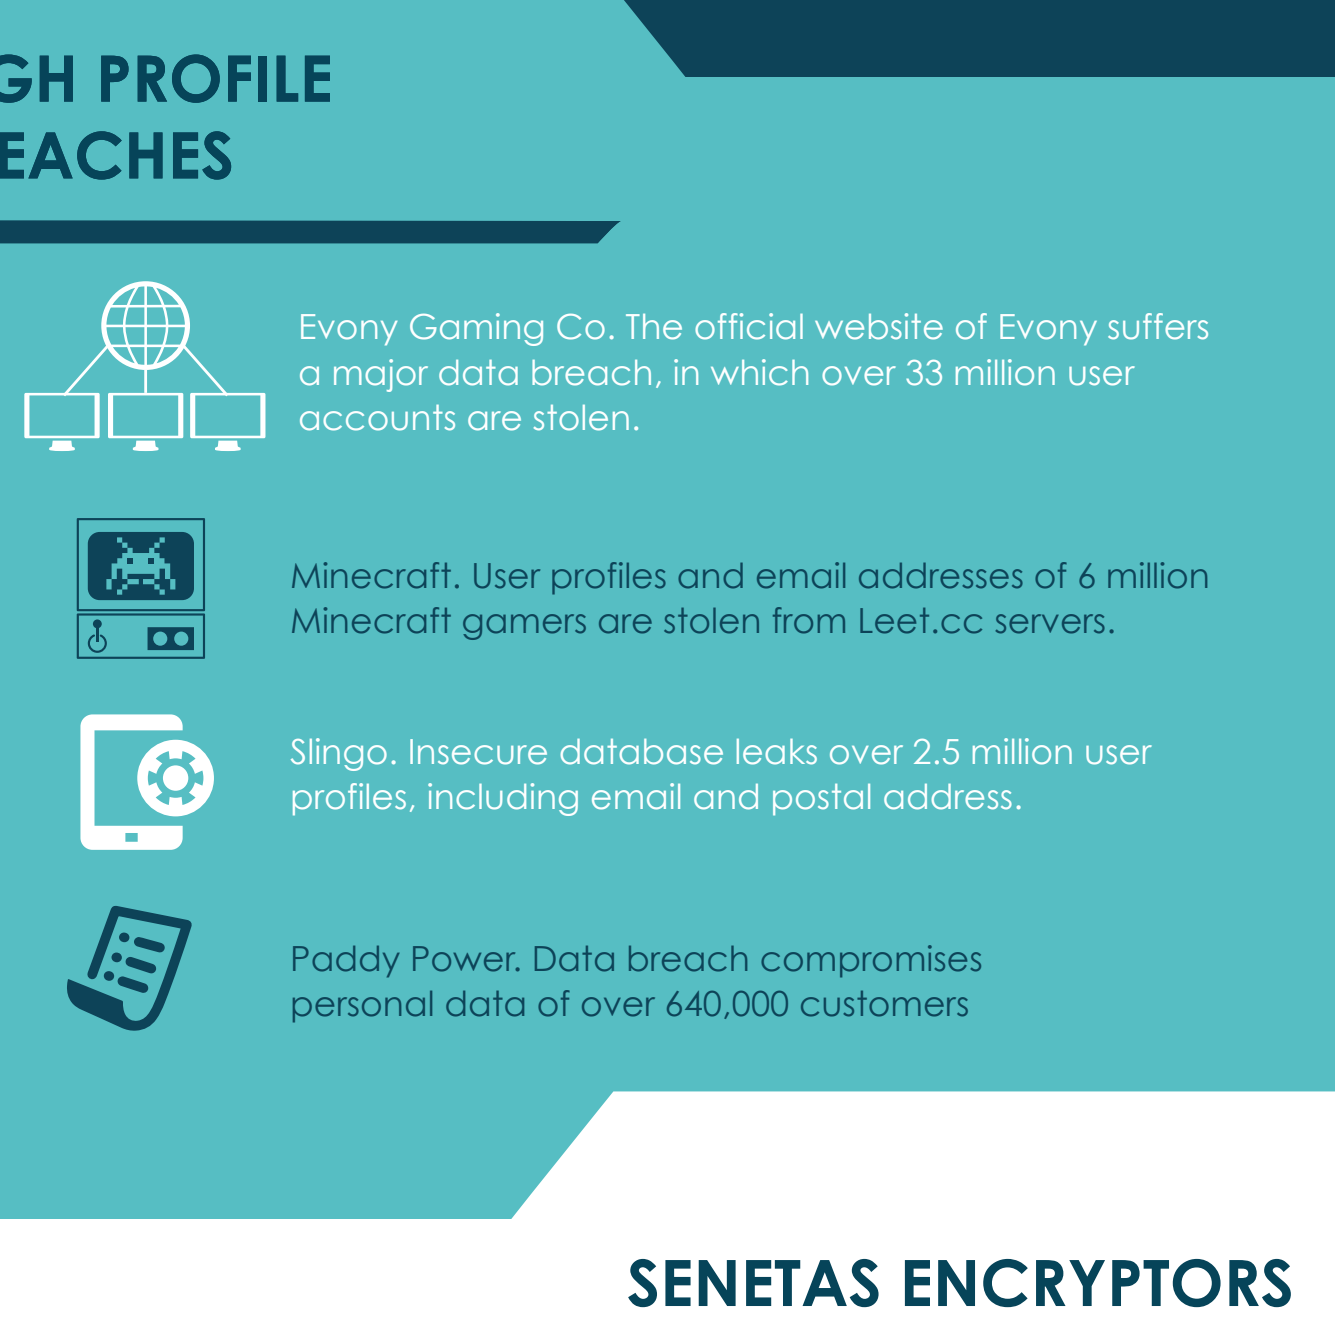 GH PROFILE
EACHES
Evony Gaming Co. The official website of Evony suffers
a major data breach, in which over 33 million user
accounts are stolen.
Minecraft. User profiles and email addresses of 6 million
Minecraft gamers are stolen from Leet.cc servers.
Slingo. Insecure database leaks over 2.5 million user
profiles, including email and postal address.
Paddy Power. Data breach compromises
personal data of over 640,000 customers
SENETAS ENCRYPTORS